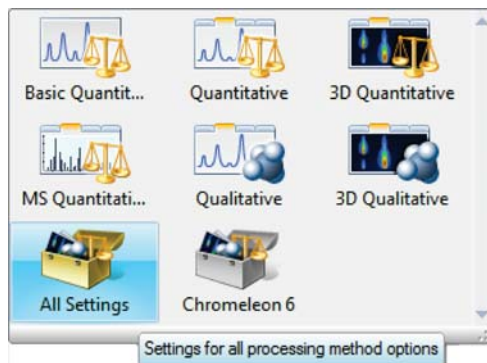 Basic Quantit... Quantitative 3D Quantitative
MS Quantitati... Qualitative 3D Qualitative
All Settings Chromeleon 6
Settings for all processing method options